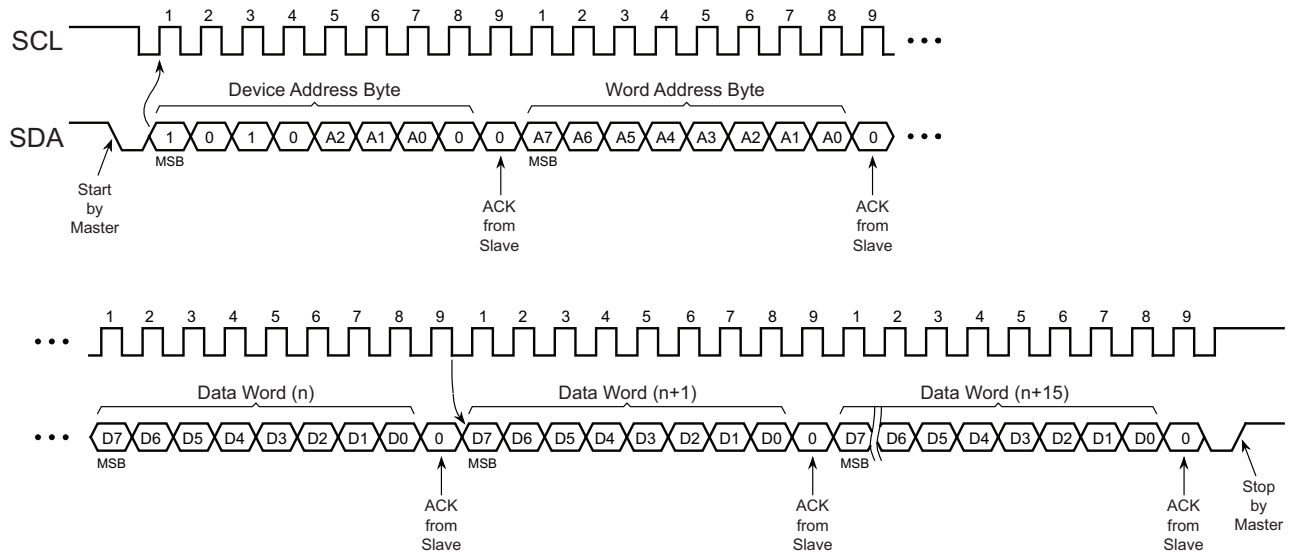 1 2 3 4 5 6 7 8 9 1 2 3 4 5 6 7 8 9
SCL
Device Address Byte Word Address Byte
SDA 1 0 1 0 A2 A1 A0 0 0 A7 A6 A5 A4 A3 A2 A1 A0 0
MSB MSB
Start
by
Master
ACK
from
Slave
ACK
from
Slave
1 2 3 4 5 6 7 8 9 1 2 3 4 5 6 7 8 9 1 2 3 4 5 6 7 8 9
Data Word (n) Data Word (n+1) Data Word (n+15)
D7 D6 D5 D4 D3 D2 D1 D0 0 D7 D6 D5 D4 D3 D2 D1 D0 0 D7 D6 D5 D4 D3 D2 D1 D0 0
MSB MSB MSB
ACK
from
Slave
ACK
from
Slave
ACK
from
Slave
Stop
by
Master